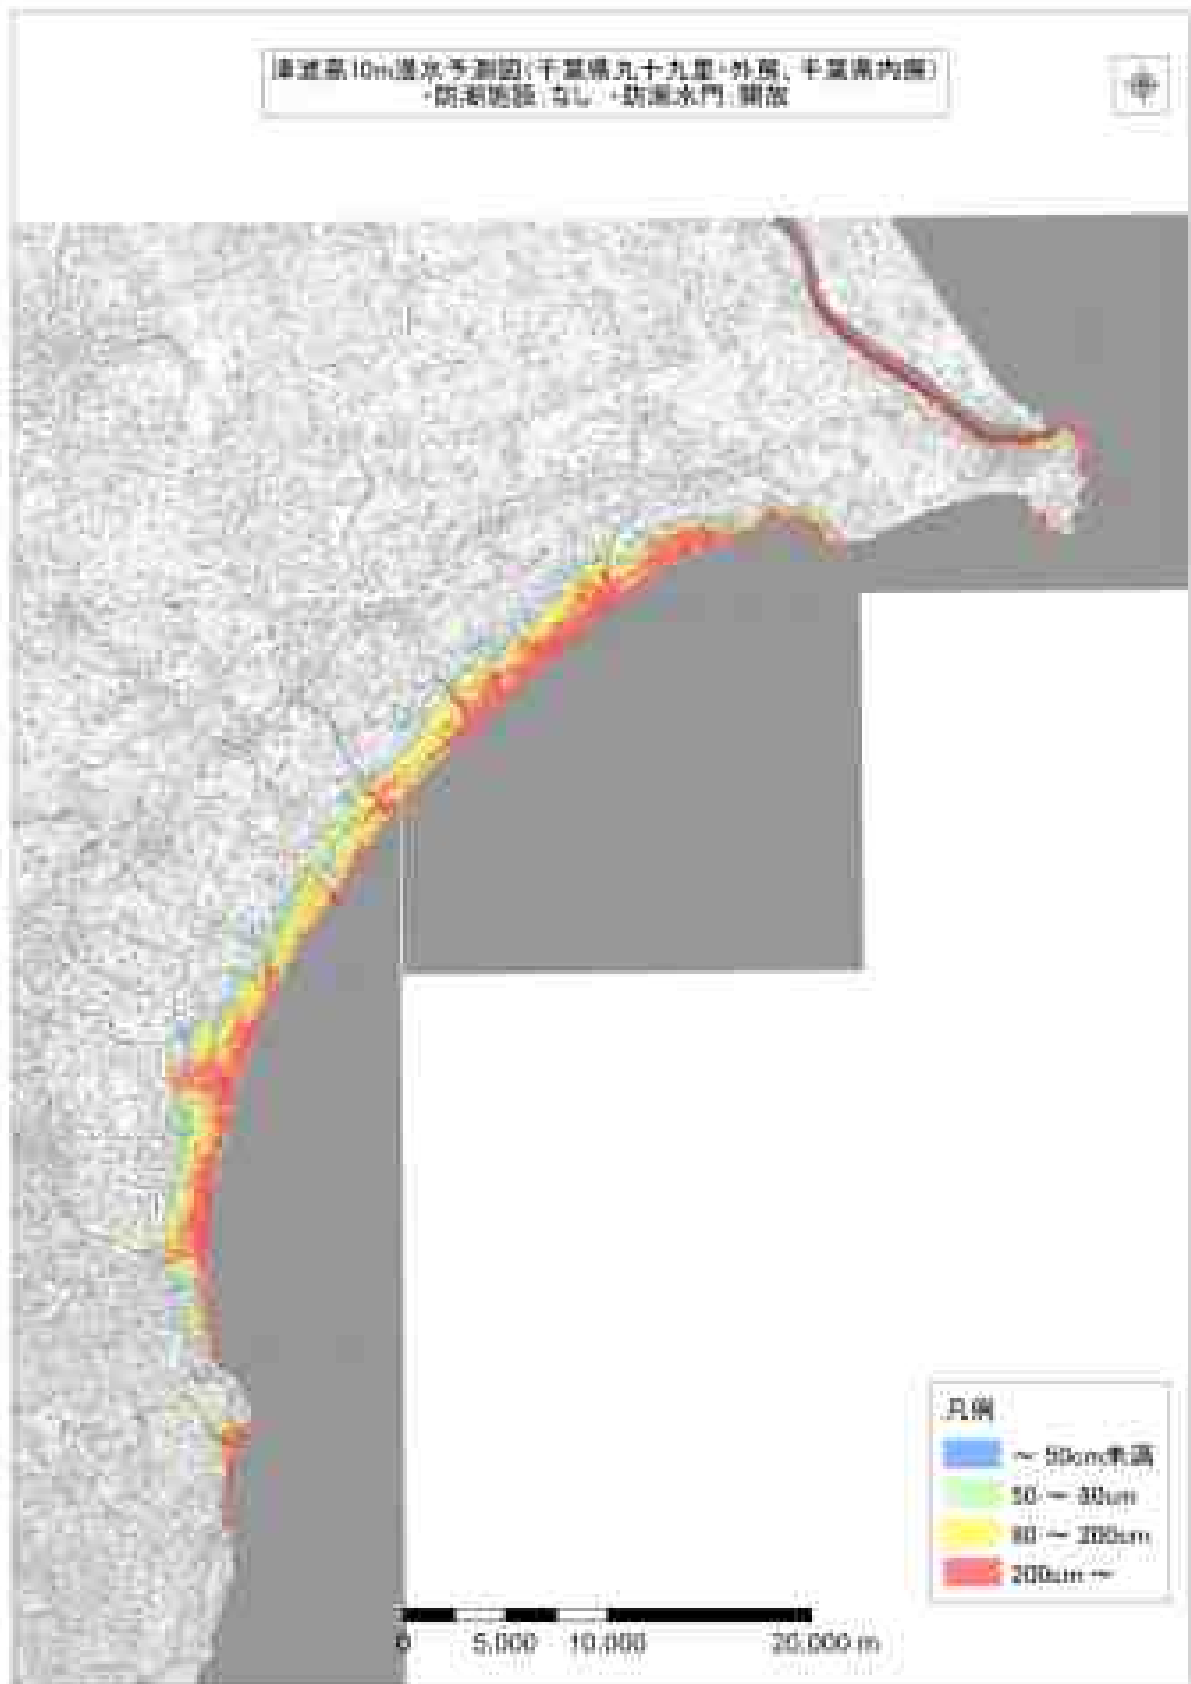 津波高10m浸水予測図(千葉県九十九里・外房、千葉県内房)
・防潮施設:なし ・防潮水門:開放
凡例
～ 50cm未満
50 ～ 80cm
80 ～ 200cm
200cm ～
0 5,000 10,000 20,000 m